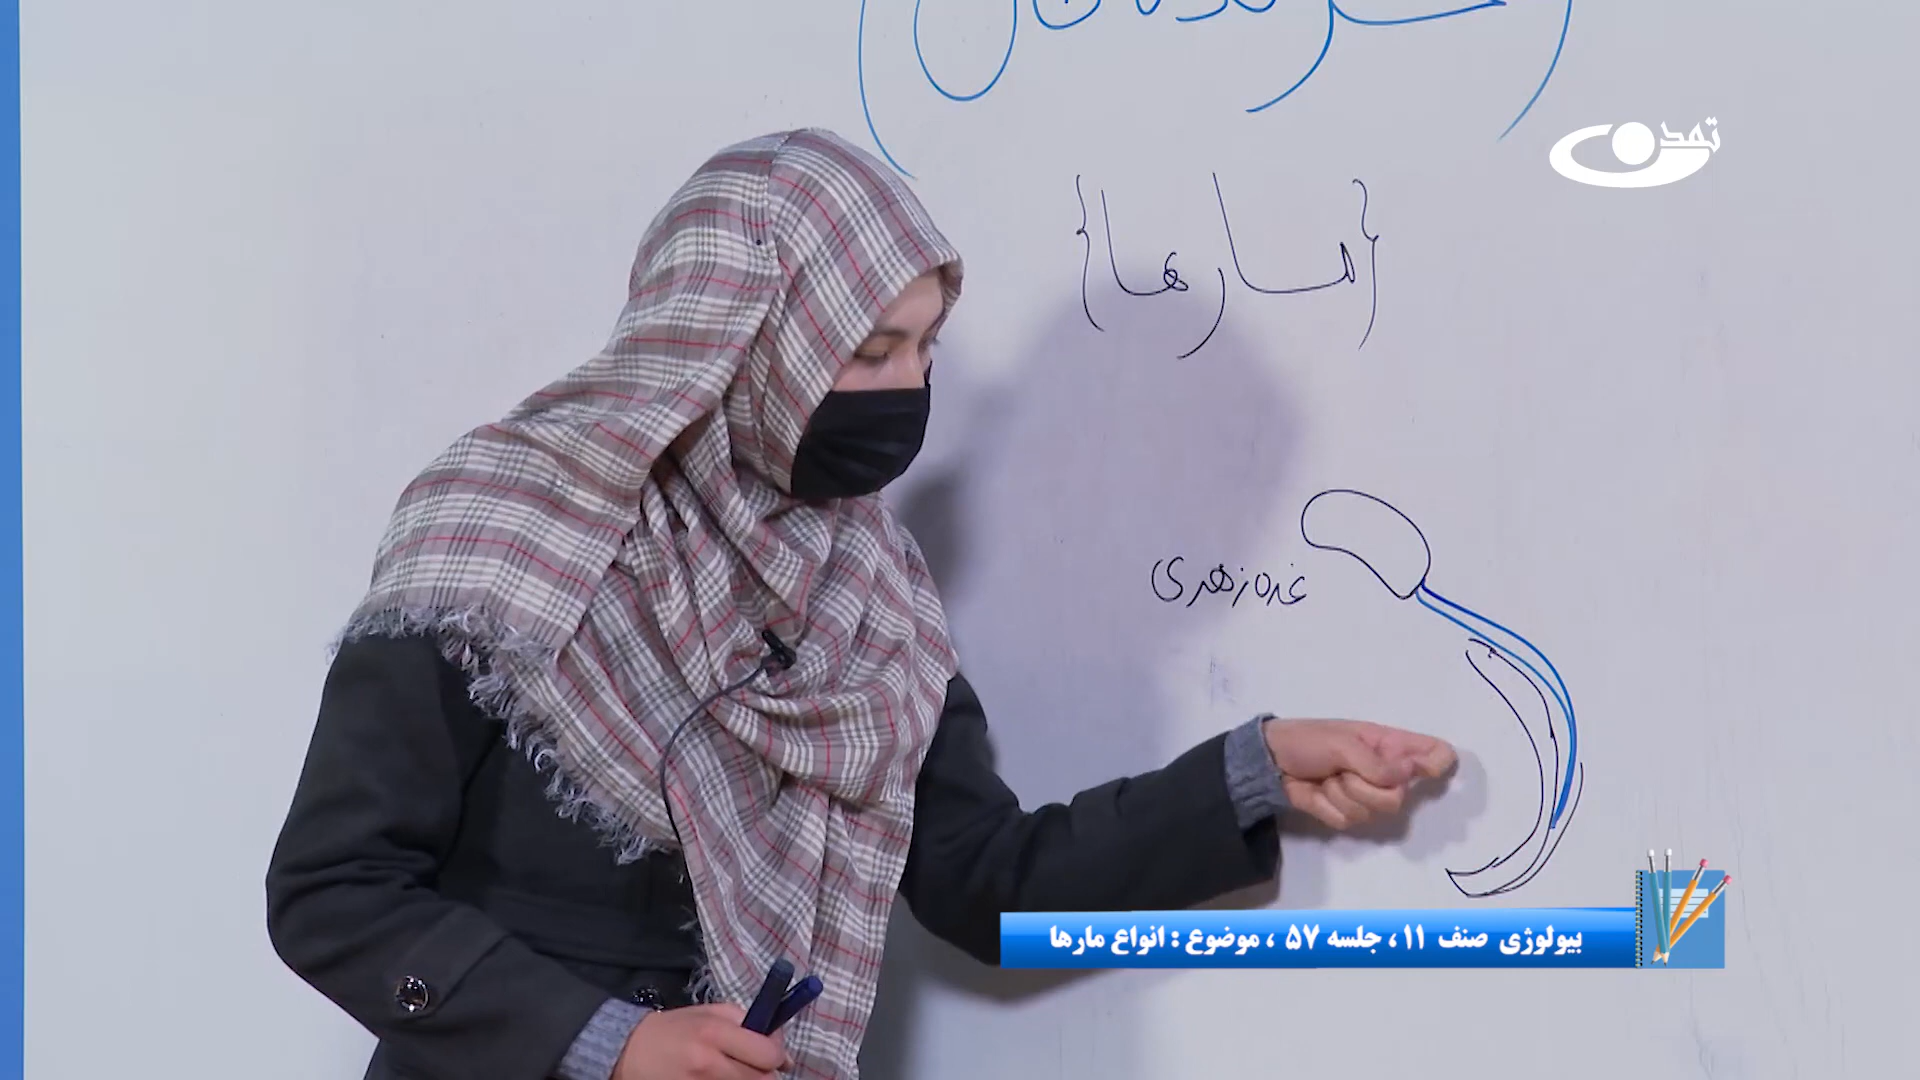 تمدن
{مارها}
غده زهری
بیولوژی صنف ۱۱، جلسه ۵۷ ، موضوع : انواع مارها